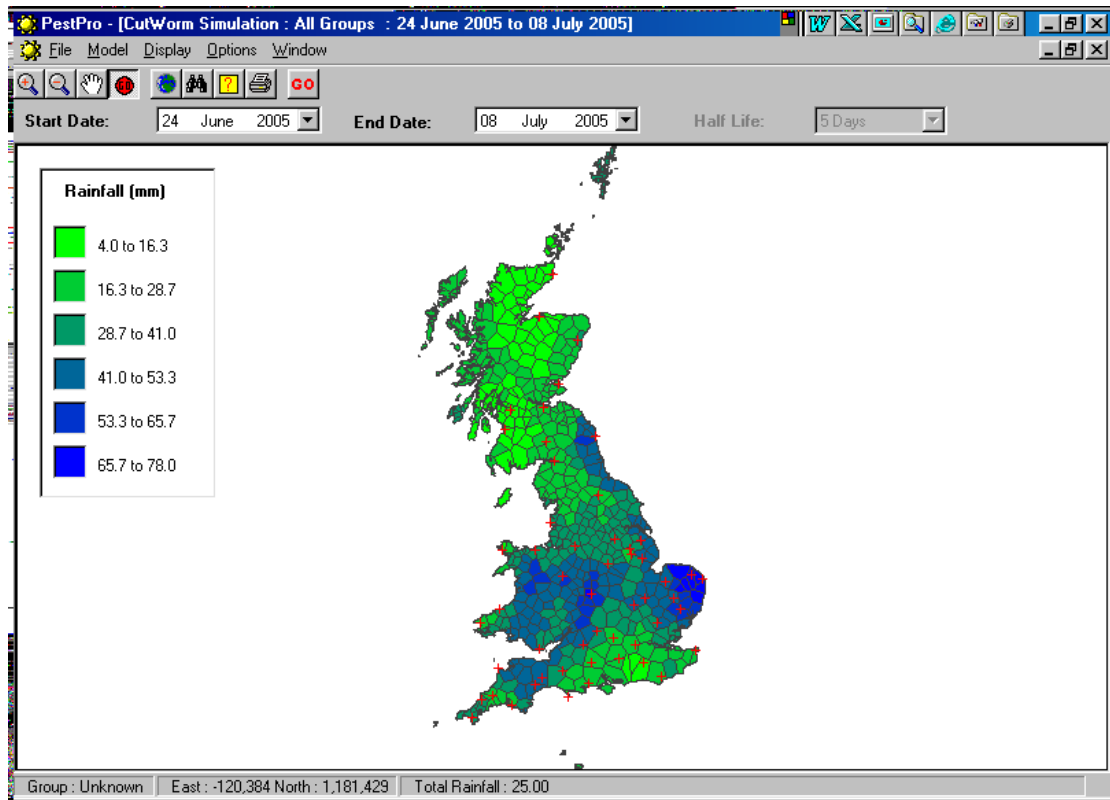 PestPro - [CutWorm Simulation : All Groups : 24 June 2005 to 08 July 2005]
File Model Display Options Window
GO
Start Date: 24 June 2005 End Date: 08 July 2005 Half Life: 5 Days
Rainfall (mm)
4.0 to 16.3
16.3 to 28.7
28.7 to 41.0
41.0 to 53.3
53.3 to 65.7
65.7 to 78.0
Group : Unknown East : -120,384 North : 1,181,429 Total Rainfall : 25.00